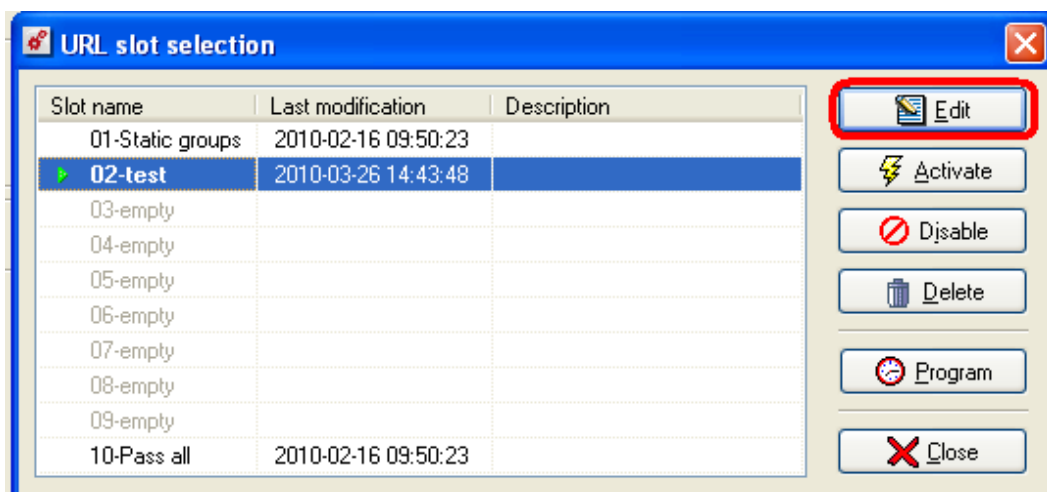 URL slot selection
Slot name Last modification Description
01-Static groups 2010-02-16 09:50:23
02-test 2010-03-26 14:43:48
03-empty
04-empty
05-empty
06-empty
07-empty
08-empty
09-empty
10-Pass all 2010-02-16 09:50:23
Edit
Activate
Disable
Delete
Program
Close